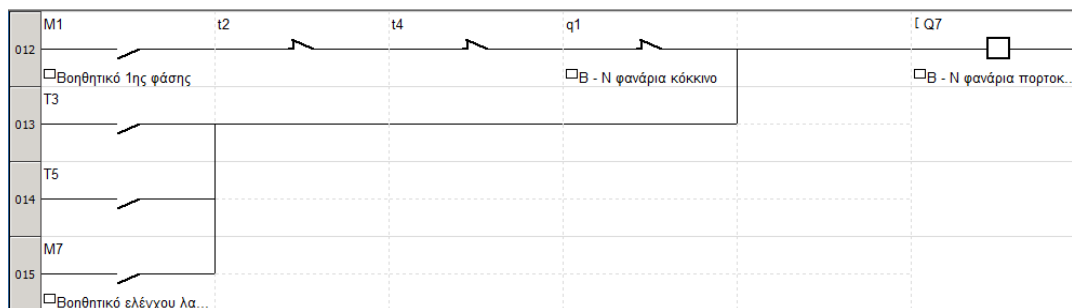 M1 t2 t4 q1 [ Q7
012
Βοηθητικό 1ης φάσης Β - Ν φανάρια κόκκινο Β - Ν φανάρια πορτοκ...
T3
013
T5
014
M7
015
Βοηθητικό ελέγχου λα...